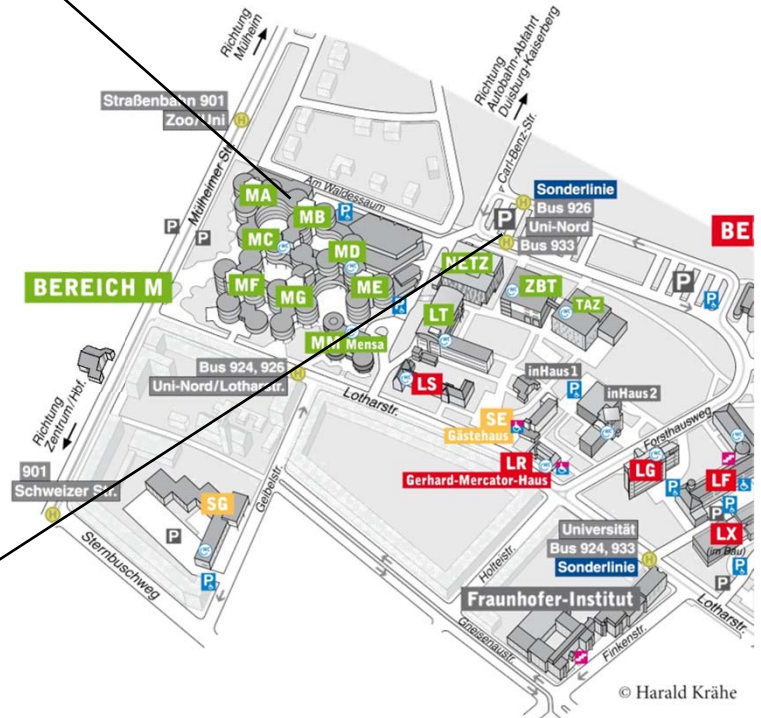 Richtung
Mülheim
Richtung
Autobahn-Abfahrt
Duisburg-Kaiserberg
Straßenbahn 901
Zoo/Uni
H
Mülheimer Str.
Carl-Benz-Str.
Am Waldessaum
MA
MB
MC
MD
MF
MG
ME
MM Mensa
P
P
P
P
H
H
Sonderlinie
Bus 926
Uni-Nord
Bus 933
BE
BEREICH M
NETZ
ZBT
TAZ
LT
P
P
P
Bus 924, 926
Uni-Nord/Lotharstr.
H
Lotharstr.
LS
inHaus 1
P
inHaus 2
SE
Gästehaus
LR
Gerhard-Mercator-Haus
Forsthausweg
LG
LF
P
P
P
LX
(im Bau)
P
P
Richtung
Zentrum/Hbf.
901
Schweizer Str.
H
SG
P
P
Geibelstr.
Sternbuschweg
Universität
Bus 924, 933
Sonderlinie
H
Holteistr.
Lotharstr.
Fraunhofer-Institut
Gneisenaustr.
Finkenstr.
© Harald Krähe